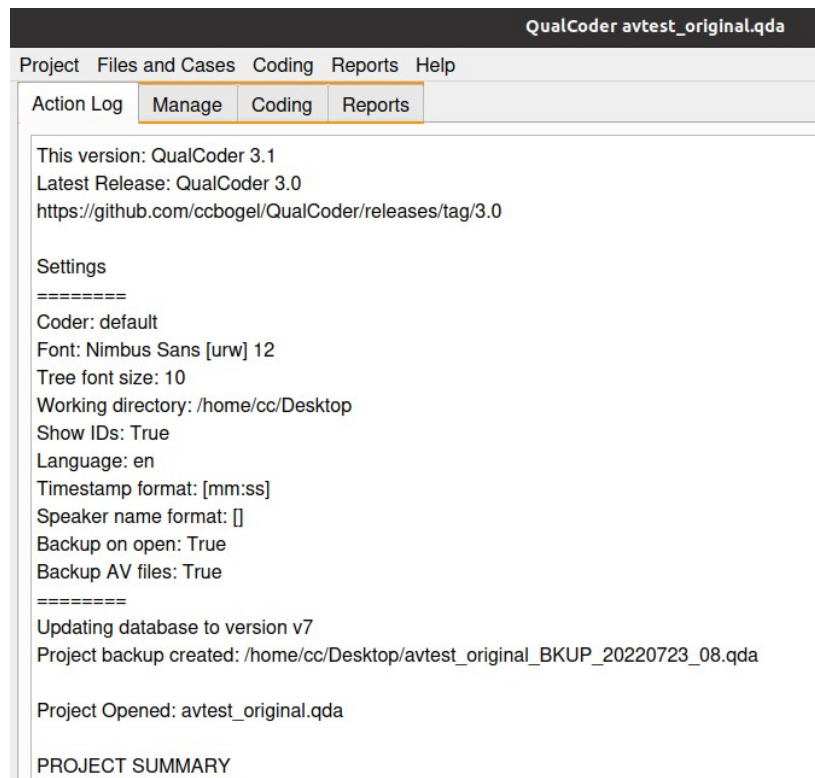 QualCoder avtest_original.qda
Project Files and Cases Coding Reports Help
Action Log Manage Coding Reports
This version: QualCoder 3.1
Latest Release: QualCoder 3.0
https://github.com/ccbogel/QualCoder/releases/tag/3.0
Settings
========
Coder: default
Font: Nimbus Sans [urw] 12
Tree font size: 10
Working directory: /home/cc/Desktop
Show IDs: True
Language: en
Timestamp format: [mm:ss]
Speaker name format: []
Backup on open: True
Backup AV files: True
========
Updating database to version v7
Project backup created: /home/cc/Desktop/avtest_original_BKUP_20220723_08.qda
Project Opened: avtest_original.qda
PROJECT SUMMARY